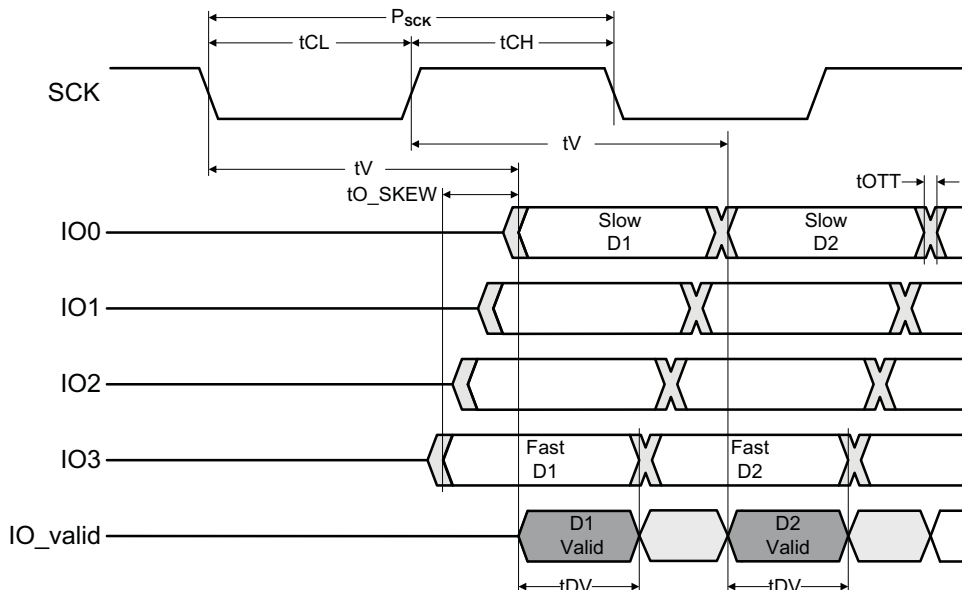 PSCK
tCL
tCH
SCK
tV
tV
tO_SKEW
tOTT
IO0
Slow
D1
Slow
D2
IO1
IO2
IO3
Fast
D1
Fast
D2
IO_valid
D1
Valid
D2
Valid
tDV
tDV